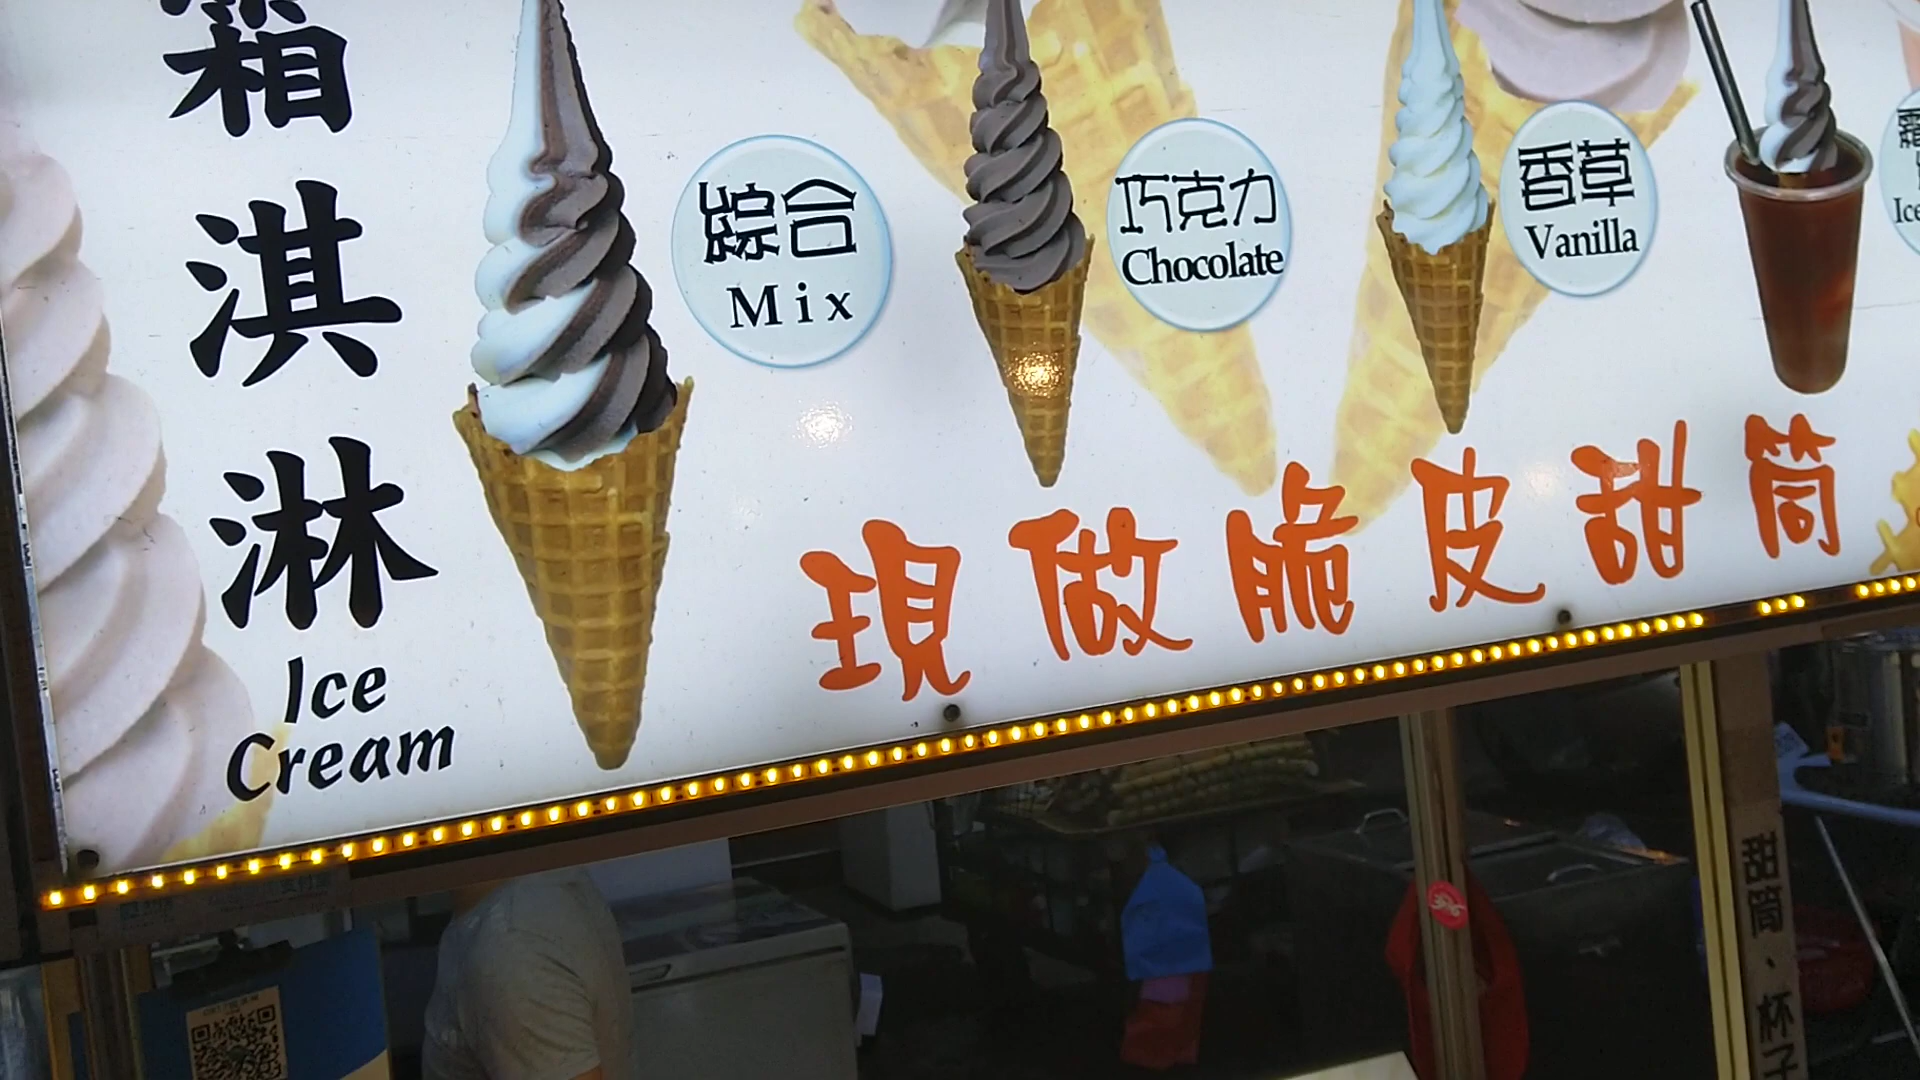 霜淇淋
Ice
Cream
綜合
Mix
巧克力
Chocolate
香草
Vanilla
Ice
現做脆皮甜筒
甜筒、杯子